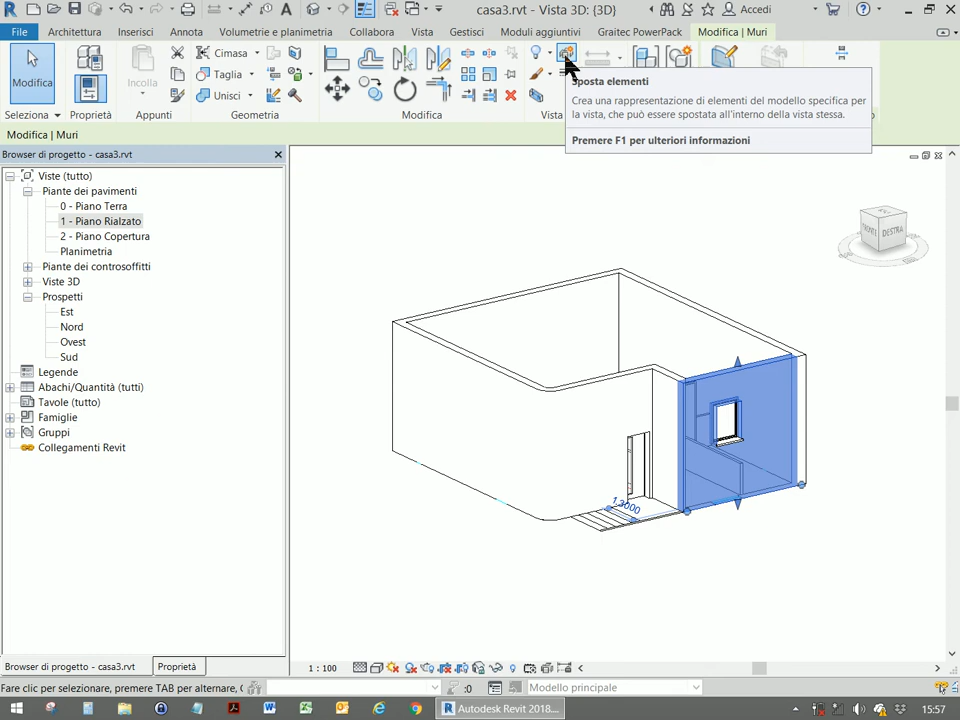 casa3.rvt - Vista 3D: {3D}
Accedi
File
Architettura
Inserisci
Annota
Volumetrie e planimetria
Collabora
Vista
Gestisci
Moduli aggiuntivi
Graitec PowerPack
Modifica | Muri
Modifica
Incolla
Cimasa
Taglia
Unisci
Seleziona
Proprietà
Appunti
Geometria
Modifica
Vista
Sposta elementi
Crea una rappresentazione di elementi del modello specifica per
la vista, che può essere spostata all'interno della vista stessa.
Premere F1 per ulteriori informazioni
Modifica | Muri
Browser di progetto - casa3.rvt
Viste (tutto)
Piante dei pavimenti
0 - Piano Terra
1 - Piano Rialzato
2 - Piano Copertura
Planimetria
Piante dei controsoffitti
Viste 3D
Prospetti
Est
Nord
Ovest
Sud
Legende
Abachi/Quantità (tutti)
Tavole (tutto)
Famiglie
Gruppi
Collegamenti Revit
DESTRA
1.3000
Browser di progetto - casa3.rvt
Proprietà
1 : 100
Fare clic per selezionare, premere TAB per alternare, C
:0
Modello principale
Autodesk Revit 2018...
15:57